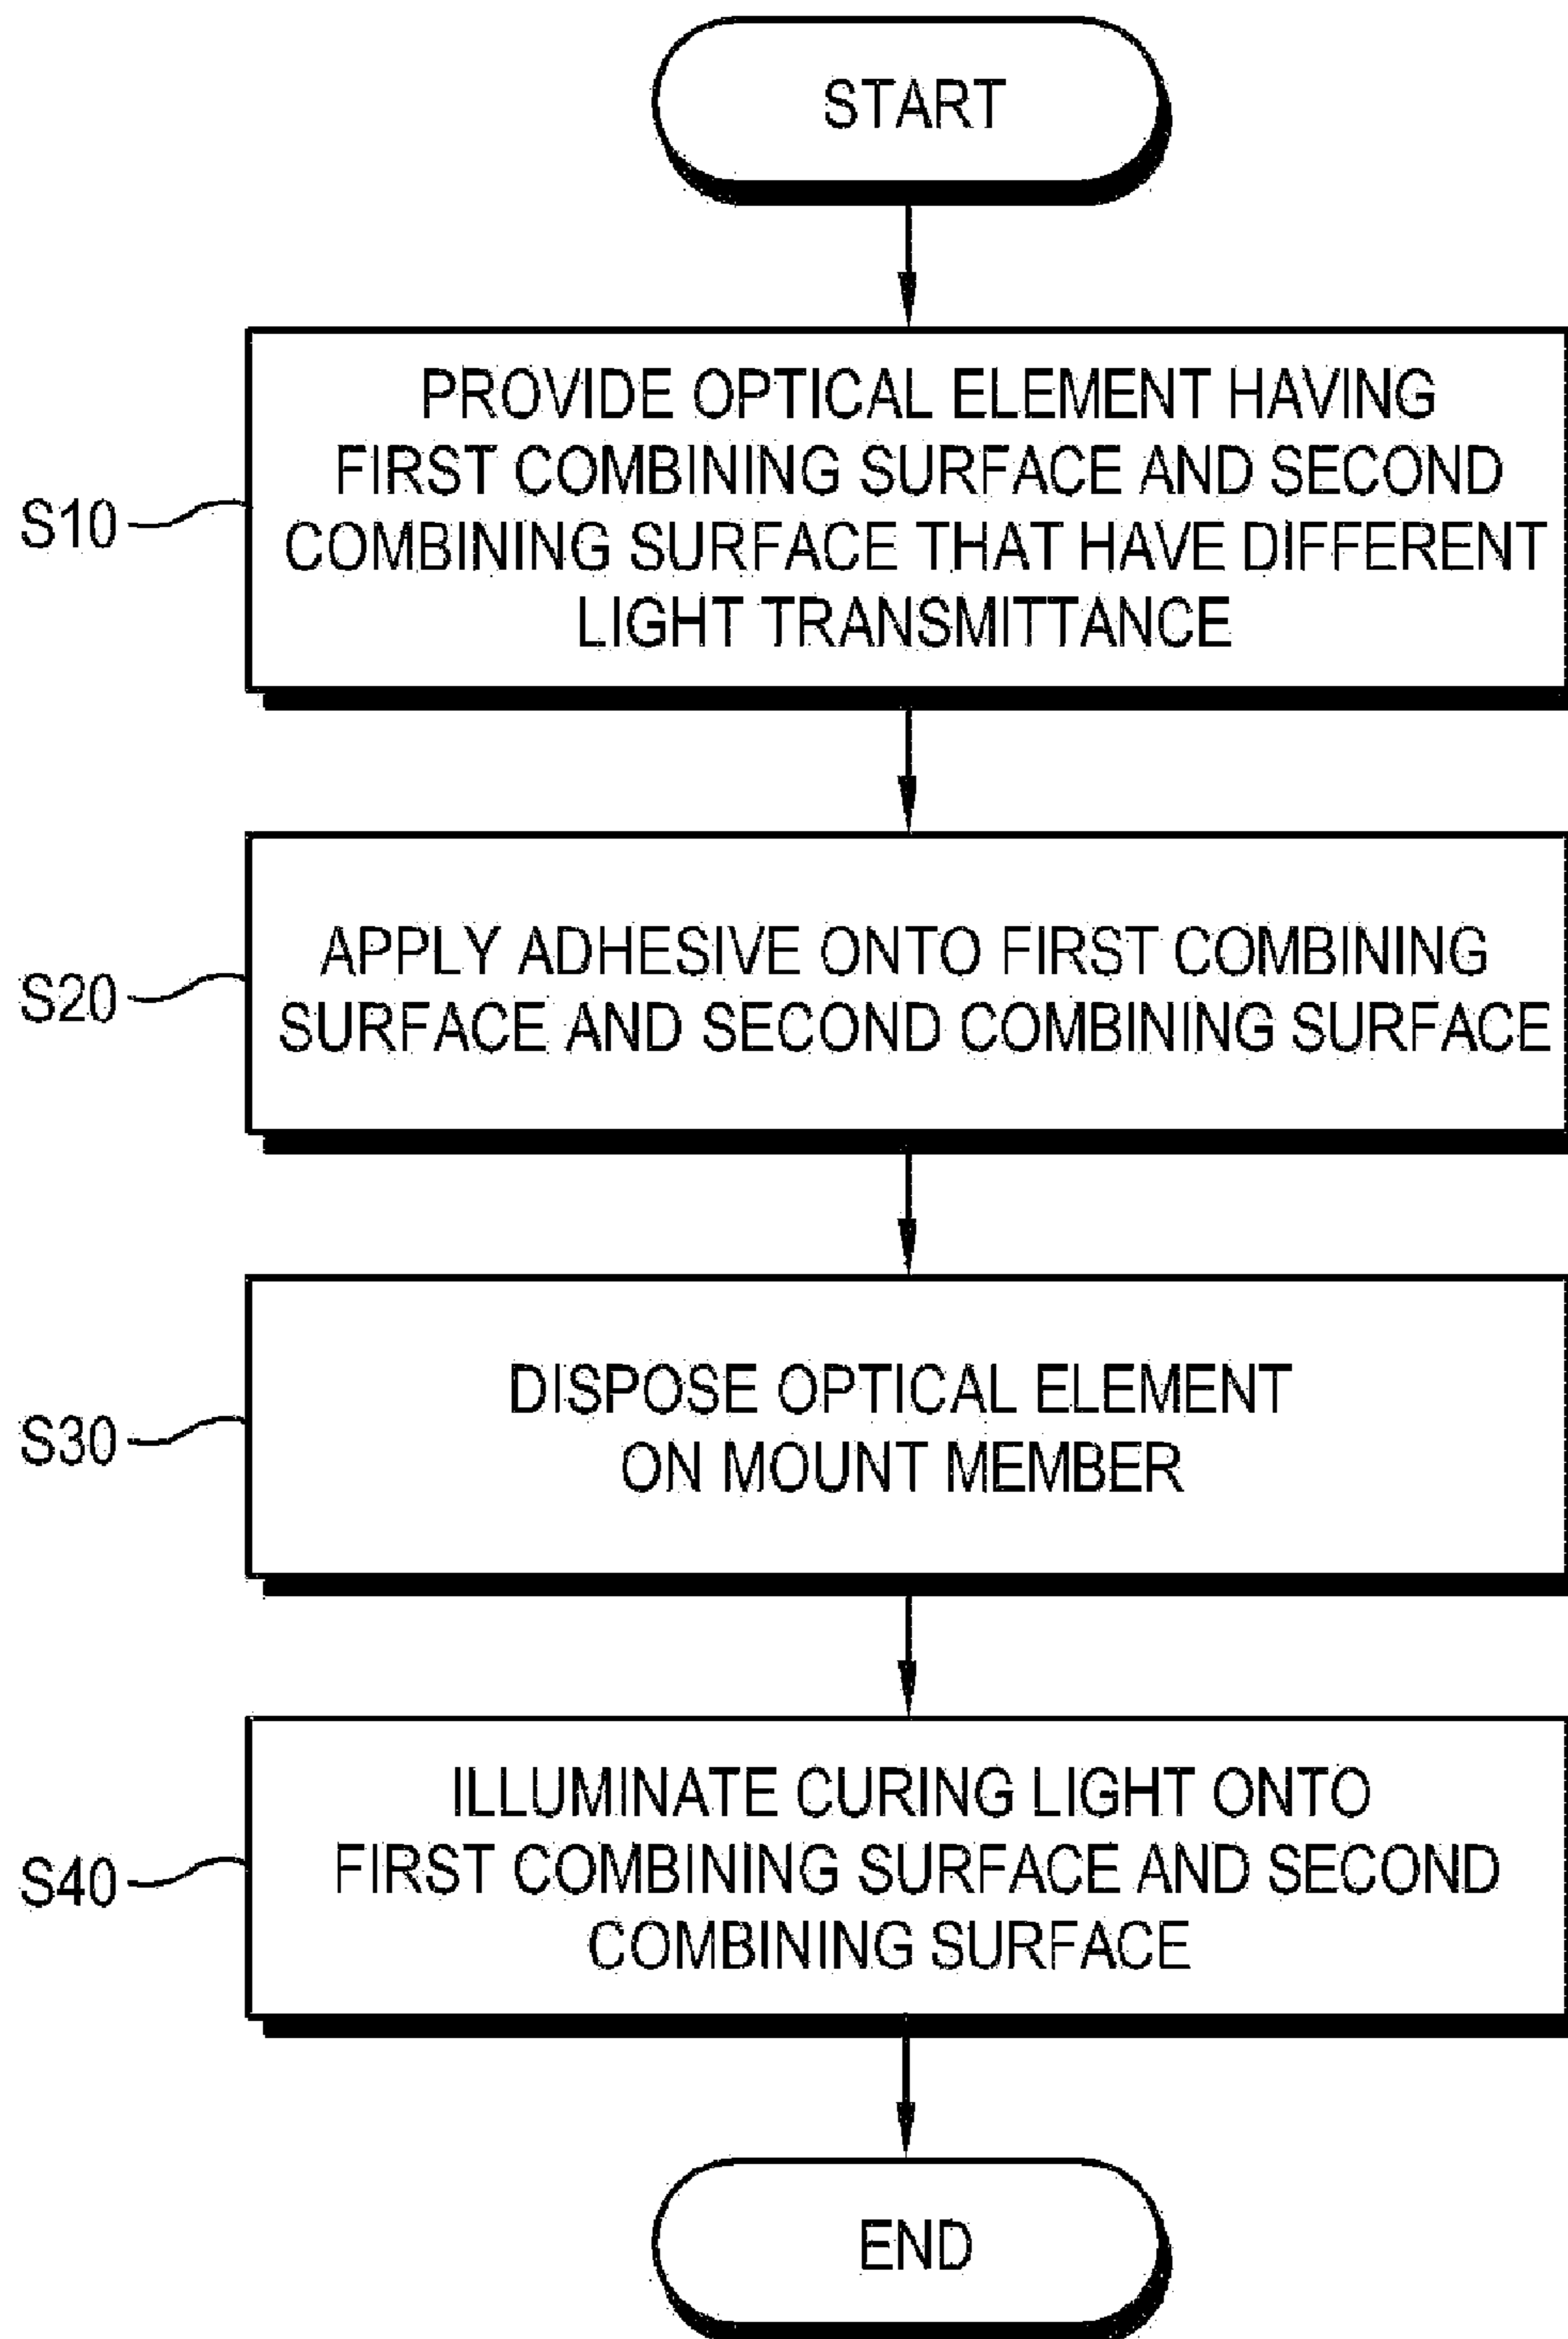 START
S10
PROVIDE OPTICAL ELEMENT HAVING
FIRST COMBINING SURFACE AND SECOND
COMBINING SURFACE THAT HAVE DIFFERENT
LIGHT TRANSMITTANCE
S20
APPLY ADHESIVE ONTO FIRST COMBINING
SURFACE AND SECOND COMBINING SURFACE
S30
DISPOSE OPTICAL ELEMENT
ON MOUNT MEMBER
S40
ILLUMINATE CURING LIGHT ONTO
FIRST COMBINING SURFACE AND SECOND
COMBINING SURFACE
END